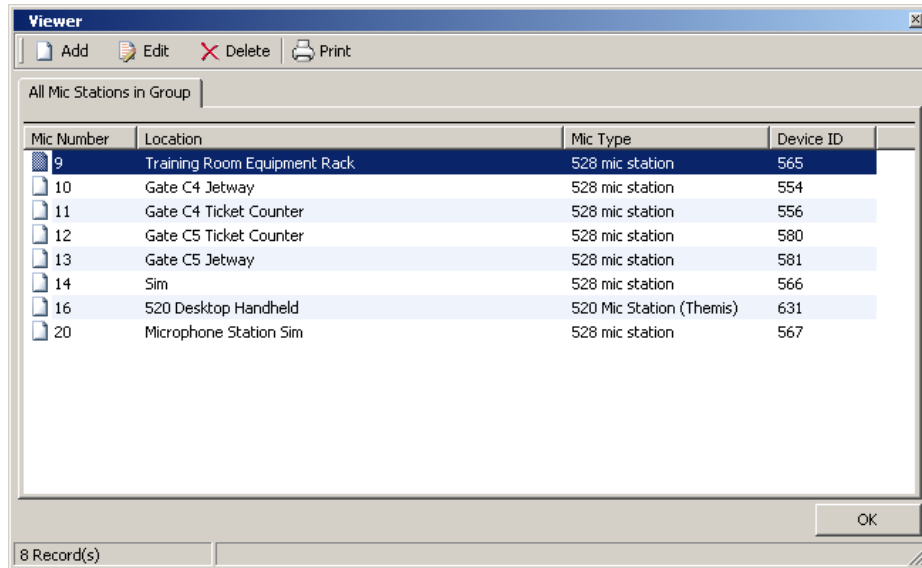 Viewer
Add Edit Delete Print
All Mic Stations in Group
Mic Number Location Mic Type Device ID
9 Training Room Equipment Rack 528 mic station 565
10 Gate C4 Jetway 528 mic station 554
11 Gate C4 Ticket Counter 528 mic station 556
12 Gate C5 Ticket Counter 528 mic station 580
13 Gate C5 Jetway 528 mic station 581
14 Sim 528 mic station 566
16 520 Desktop Handheld 520 Mic Station (Themis) 631
20 Microphone Station Sim 528 mic station 567
OK
8 Record(s)